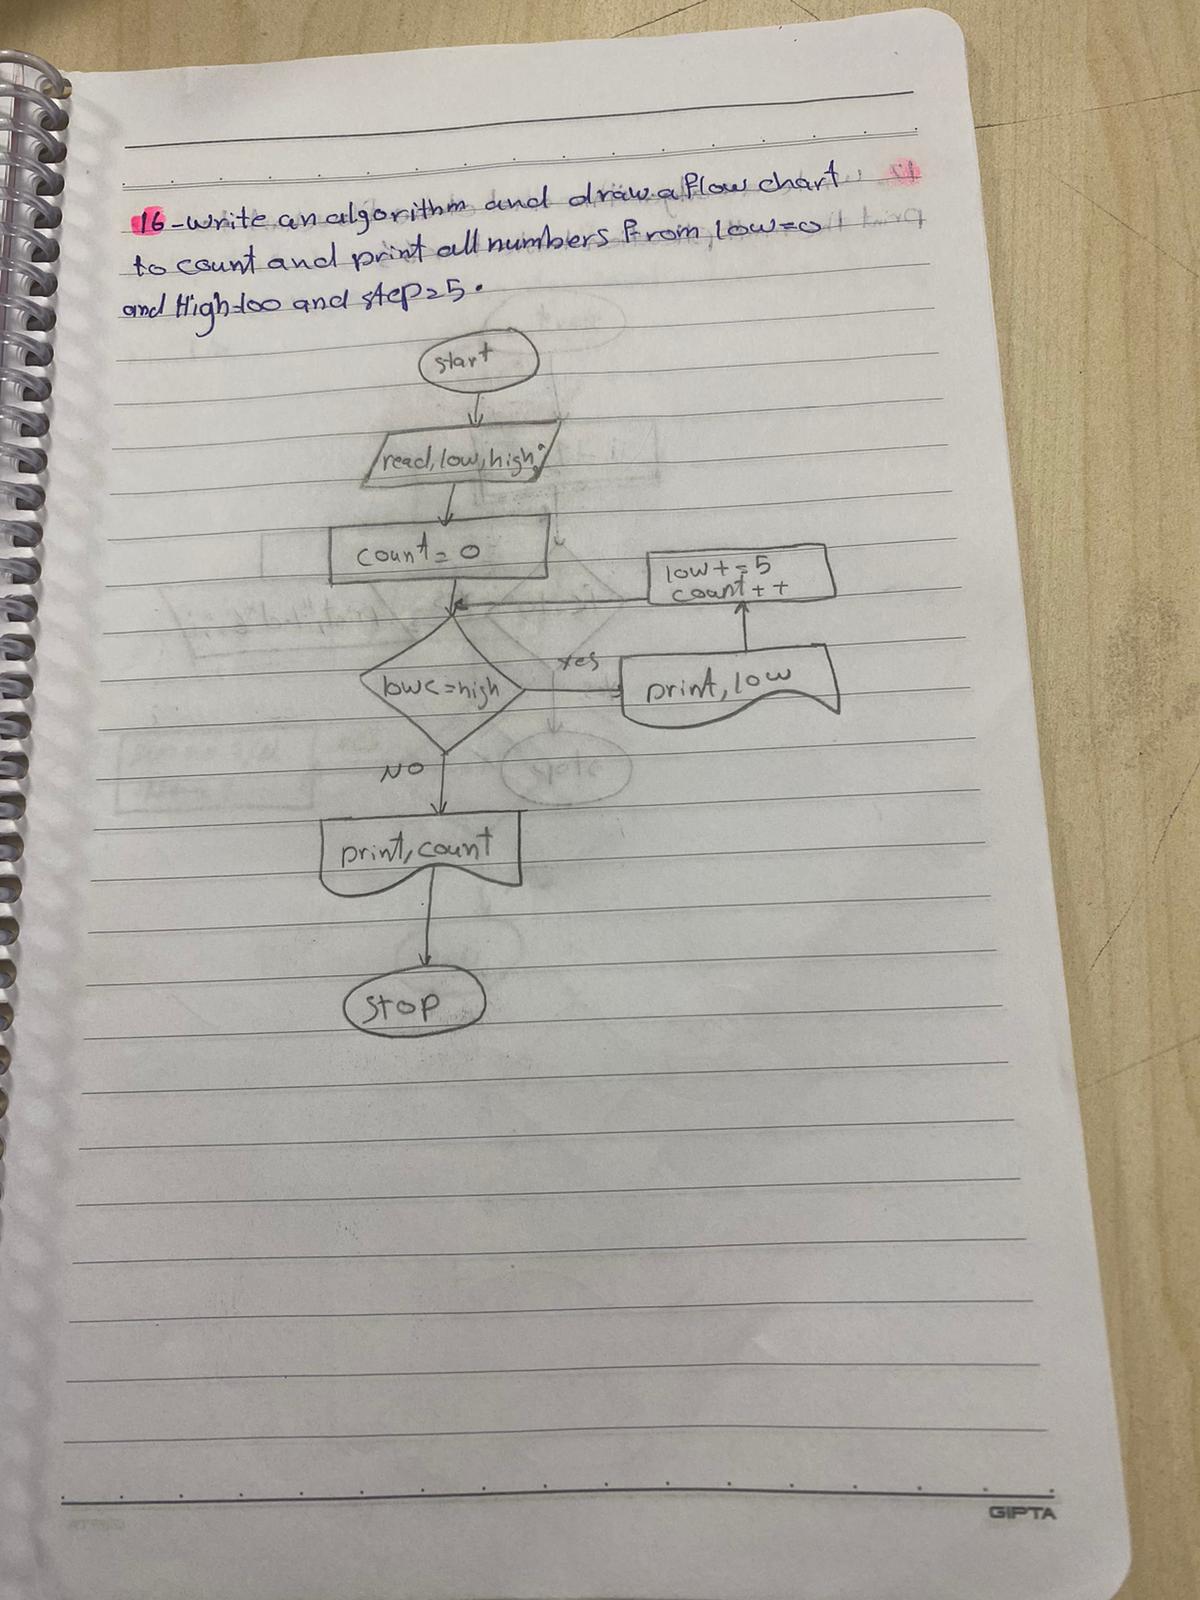 16-write an algorithm and draw a flow chart
to count and print all numbers from low=0
and High=100 and step=5.
start
read,low,high;
count=0
low+=5
count++
low<=high
Yes
print,low
NO
print,count
stop
GIPTA